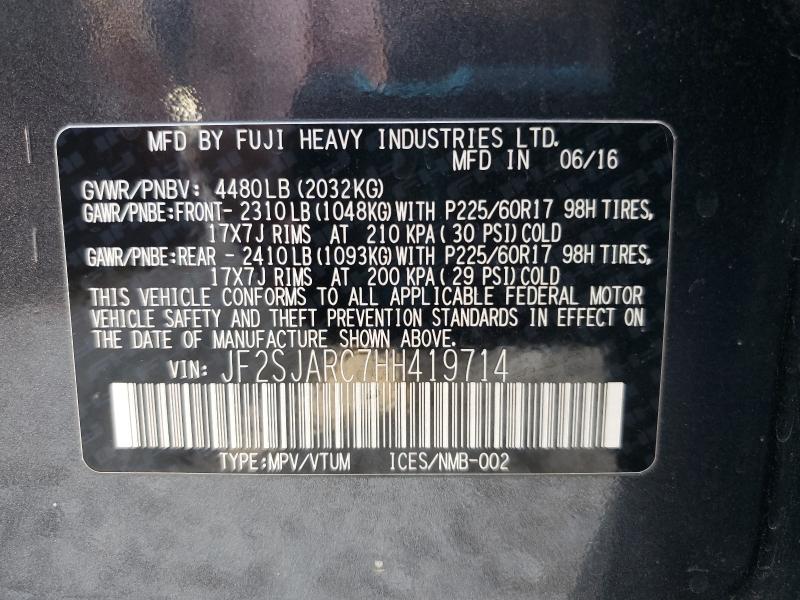 MFD BY FUJI HEAVY INDUSTRIES LTD.
MFD IN 06/16
GVWR/PNBV: 4480LB (2032KG)
GAWR/PNBE:FRONT- 2310LB (1048KG)WITH P225/60R17 98H TIRES,
17X7J RIMS AT 210 KPA( 30 PSI)COLD
GAWR/PNBE:REAR - 2410LB (1093KG)WITH P225/60R17 98H TIRES,
17X7J RIMS AT 200 KPA( 29 PSI)COLD
THIS VEHICLE CONFORMS TO ALL APPLICABLE FEDERAL MOTOR
VEHICLE SAFETY AND THEFT PREVENTION STANDARDS IN EFFECT ON
THE DATE OF MANUFACTURE SHOWN ABOVE.
VIN: JF2SJARC7HH419714
TYPE:MPV/VTUM ICES/NMB-002